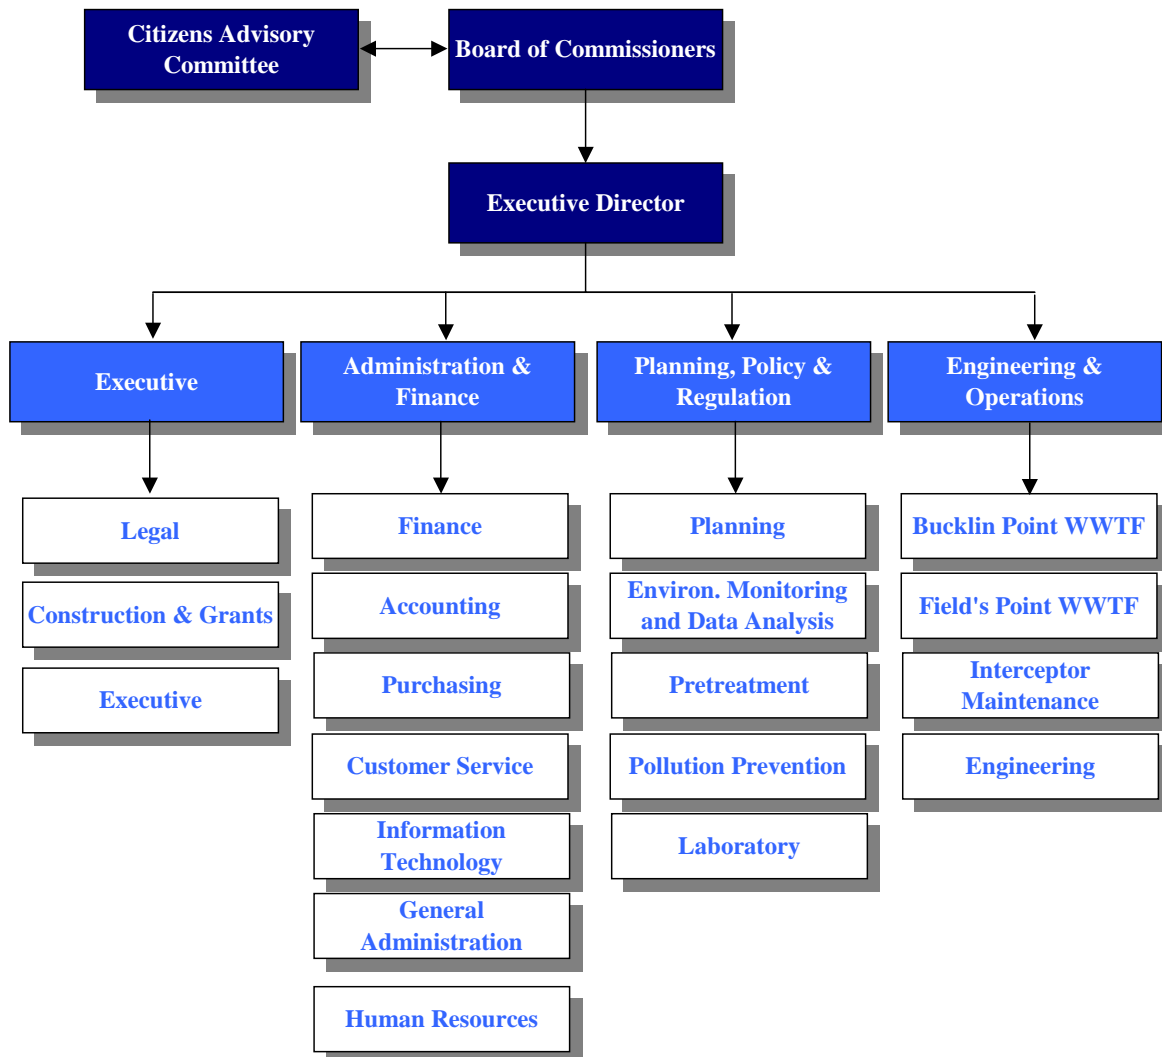 Citizens Advisory
Committee
Board of Commissioners
Executive Director
Executive
Administration &
Finance
Planning, Policy &
Regulation
Engineering &
Operations
Legal
Construction & Grants
Executive
Finance
Accounting
Purchasing
Customer Service
Information
Technology
General
Administration
Human Resources
Planning
Environ. Monitoring
and Data Analysis
Pretreatment
Pollution Prevention
Laboratory
Bucklin Point WWTF
Field's Point WWTF
Interceptor
Maintenance
Engineering